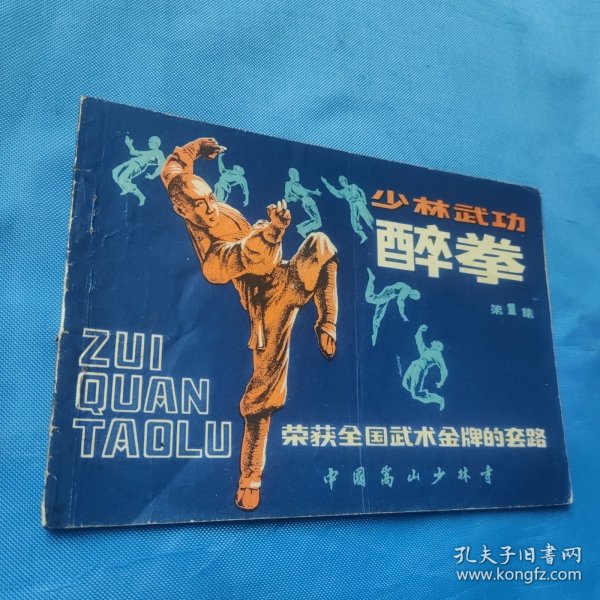 少林武功
醉拳
第1集
ZUI
QUAN
TAOLU
荣获全国武术金牌的套路
中國嵩山少林寺
孔夫子旧书网
www.kongfz.com